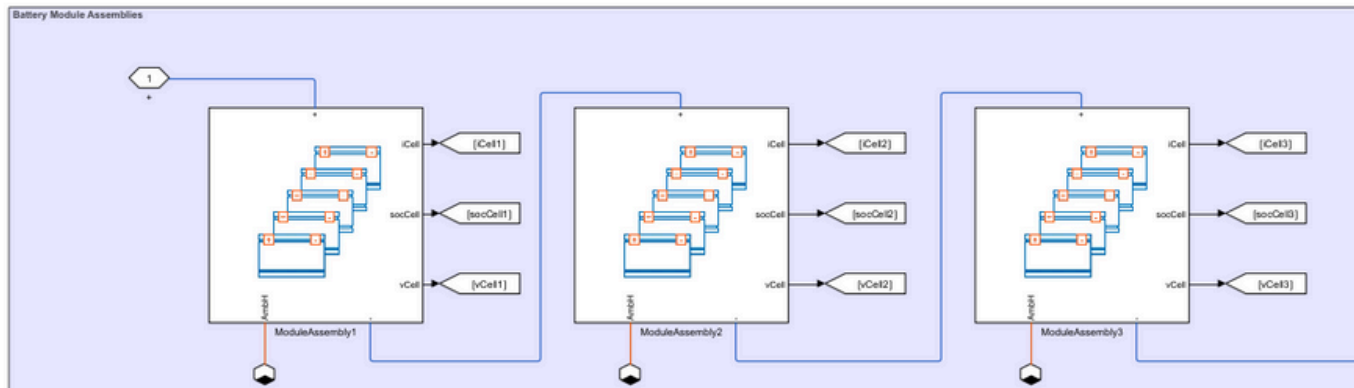 Battery Module Assemblies
1
+
+
iCell
[iCell1]
socCell
[socCell1]
vCell
[vCell1]
AmbH
-
ModuleAssembly1
+
iCell
[iCell2]
socCell
[socCell2]
vCell
[vCell2]
AmbH
-
ModuleAssembly2
+
iCell
[iCell3]
socCell
[socCell3]
vCell
[vCell3]
AmbH
-
ModuleAssembly3